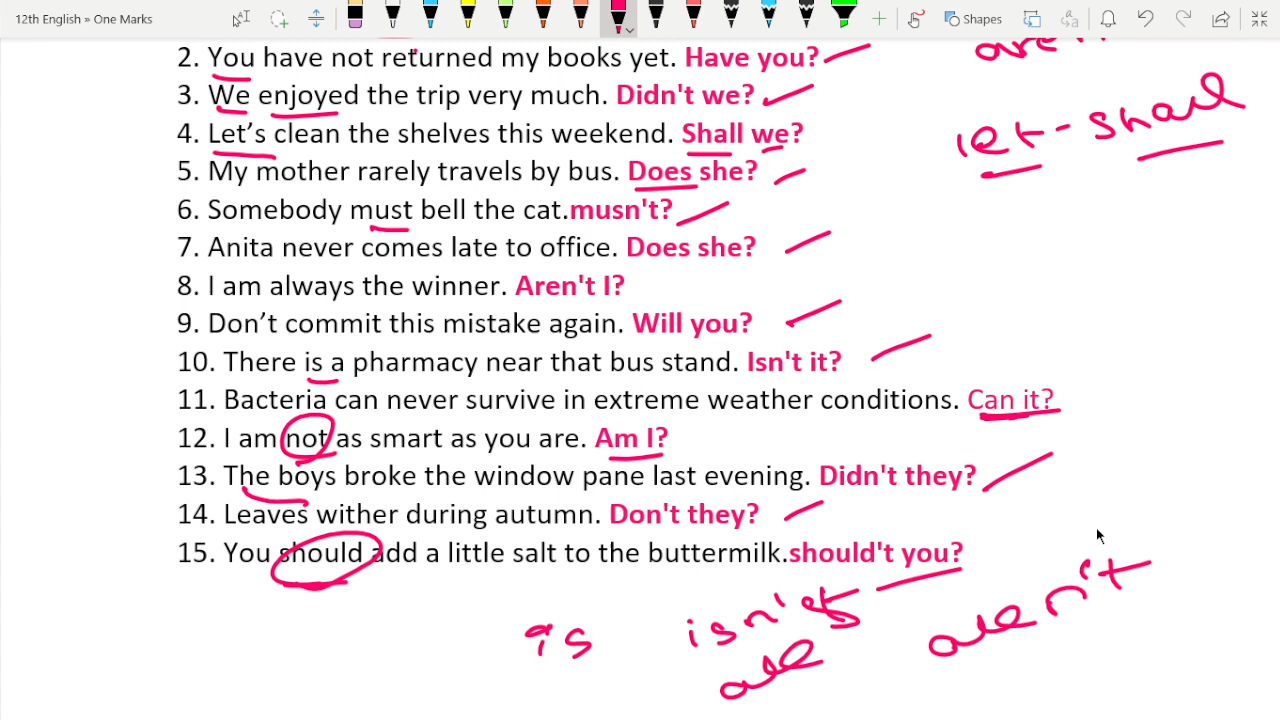 12th English » One Marks
Shapes
2. You have not returned my books yet. Have you?
3. We enjoyed the trip very much. Didn't we?
4. Let’s clean the shelves this weekend. Shall we?
let - shall
5. My mother rarely travels by bus. Does she?
6. Somebody must bell the cat.musn't?
7. Anita never comes late to office. Does she?
8. I am always the winner. Aren't I?
9. Don’t commit this mistake again. Will you?
10. There is a pharmacy near that bus stand. Isn't it?
11. Bacteria can never survive in extreme weather conditions. Can it?
12. I am not as smart as you are. Am I?
13. The boys broke the window pane last evening. Didn't they?
14. Leaves wither during autumn. Don't they?
15. You should add a little salt to the buttermilk.should't you?
is isn't
are aren't